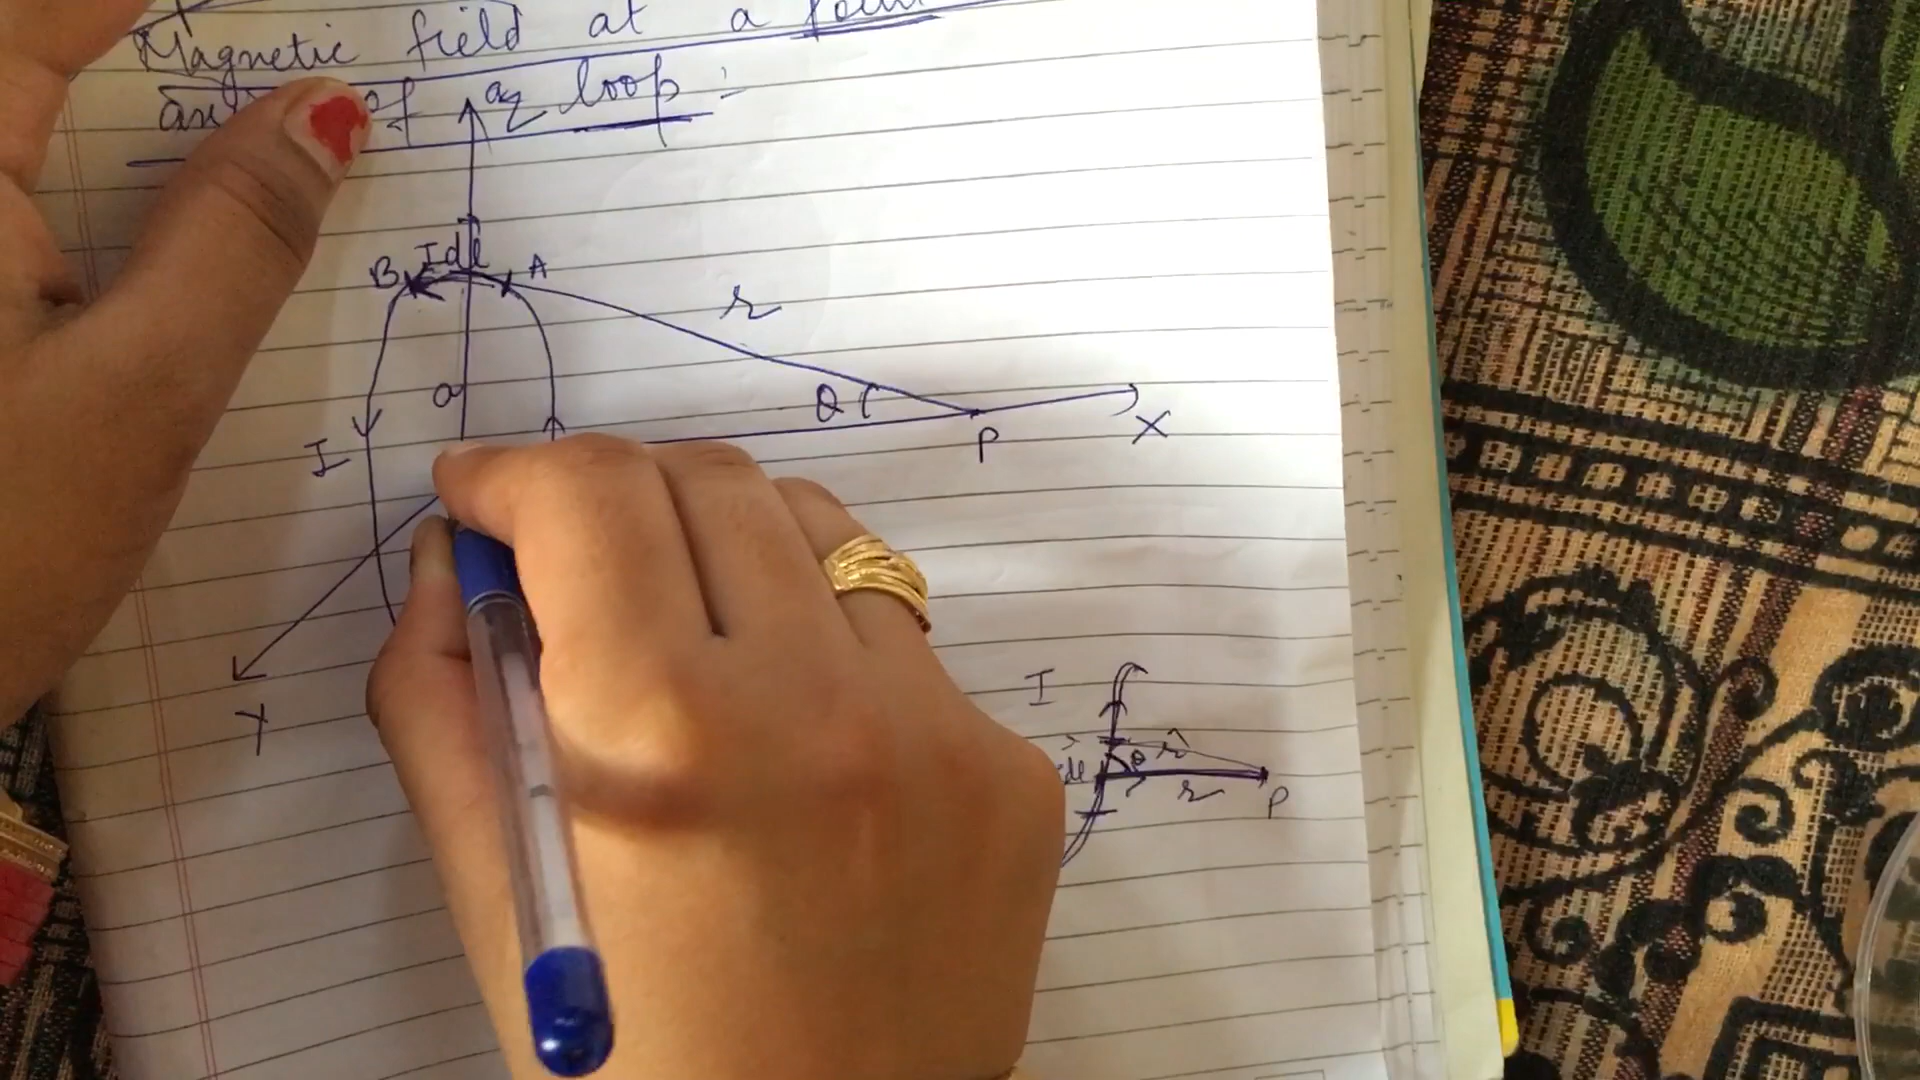 Magnetic field at a
of a loop :-
Idl
B
A
r
a
θ
P
X
I
Y
I
r̂
dl
θ
r
P